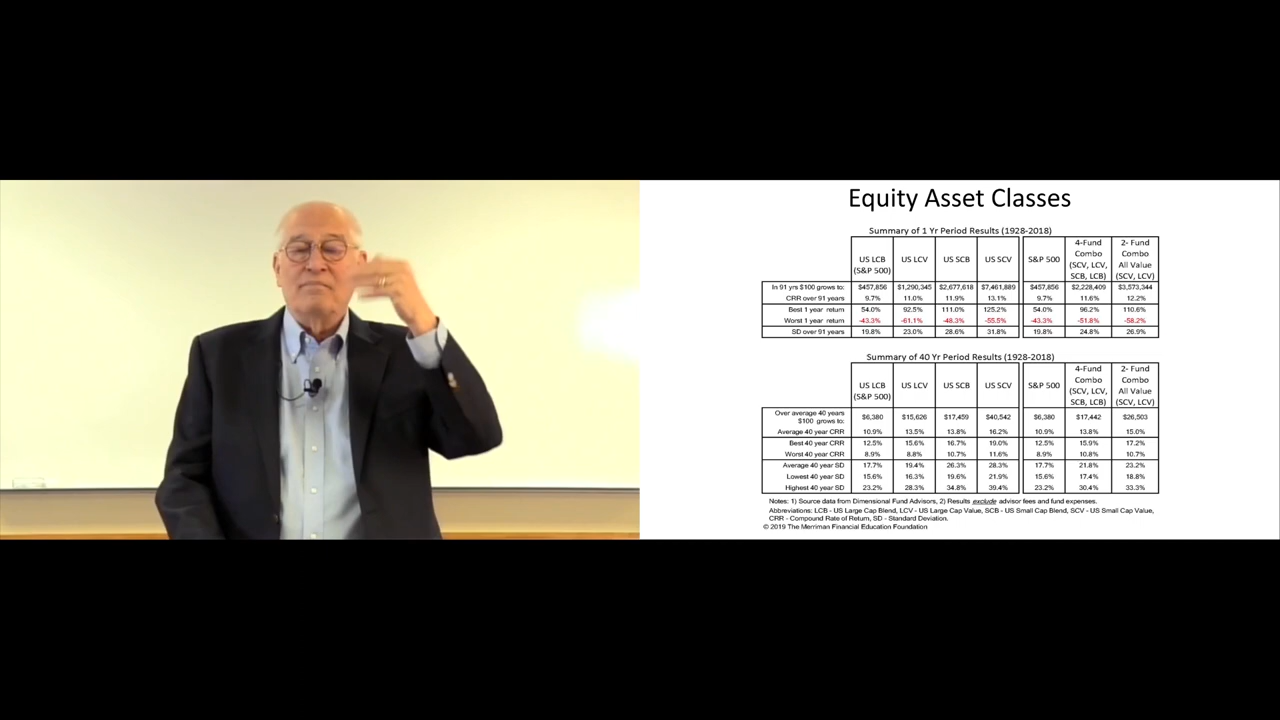 Equity Asset Classes
Summary of 1 Yr Period Results (1928-2018)
US LCB (S&P 500) US LCV US SCB US SCV S&P 500 4-Fund Combo (SCV, LCV, SCB, LCB) 2- Fund Combo All Value (SCV, LCV)
In 91 yrs $100 grows to: $457,856 $1,290,345 $2,677,618 $7,461,889 $457,856 $2,228,409 $3,573,344
CRR over 91 years 9.7% 11.0% 11.9% 13.1% 9.7% 11.6% 12.2%
Best 1 year return 54.0% 92.5% 111.0% 125.2% 54.0% 96.2% 110.6%
Worst 1 year return -43.3% -61.1% -48.3% -55.5% -43.3% -51.8% -58.2%
SD over 91 years 19.8% 23.0% 28.6% 31.8% 19.8% 24.8% 26.9%
Summary of 40 Yr Period Results (1928-2018)
US LCB (S&P 500) US LCV US SCB US SCV S&P 500 4-Fund Combo (SCV, LCV, SCB, LCB) 2- Fund Combo All Value (SCV, LCV)
Over average 40 years $100 grows to: $6,380 $15,626 $17,459 $40,542 $6,380 $17,442 $26,503
Average 40 year CRR 10.9% 13.5% 13.8% 16.2% 10.9% 13.8% 15.0%
Best 40 year CRR 12.5% 15.6% 16.7% 19.0% 12.5% 15.9% 17.2%
Worst 40 year CRR 8.9% 8.8% 10.7% 11.6% 8.9% 10.8% 10.7%
Average 40 year SD 17.7% 19.4% 26.3% 28.3% 17.7% 21.8% 23.2%
Lowest 40 year SD 15.6% 16.3% 19.6% 21.9% 15.6% 17.4% 18.8%
Highest 40 year SD 23.2% 28.3% 34.8% 39.4% 23.2% 30.4% 33.3%
Notes: 1) Source data from Dimensional Fund Advisors, 2) Results exclude advisor fees and fund expenses.
Abbreviations: LCB - US Large Cap Blend, LCV - US Large Cap Value, SCB - US Small Cap Blend, SCV - US Small Cap Value,
CRR - Compound Rate of Return, SD - Standard Deviation.
© 2019 The Merriman Financial Education Foundation